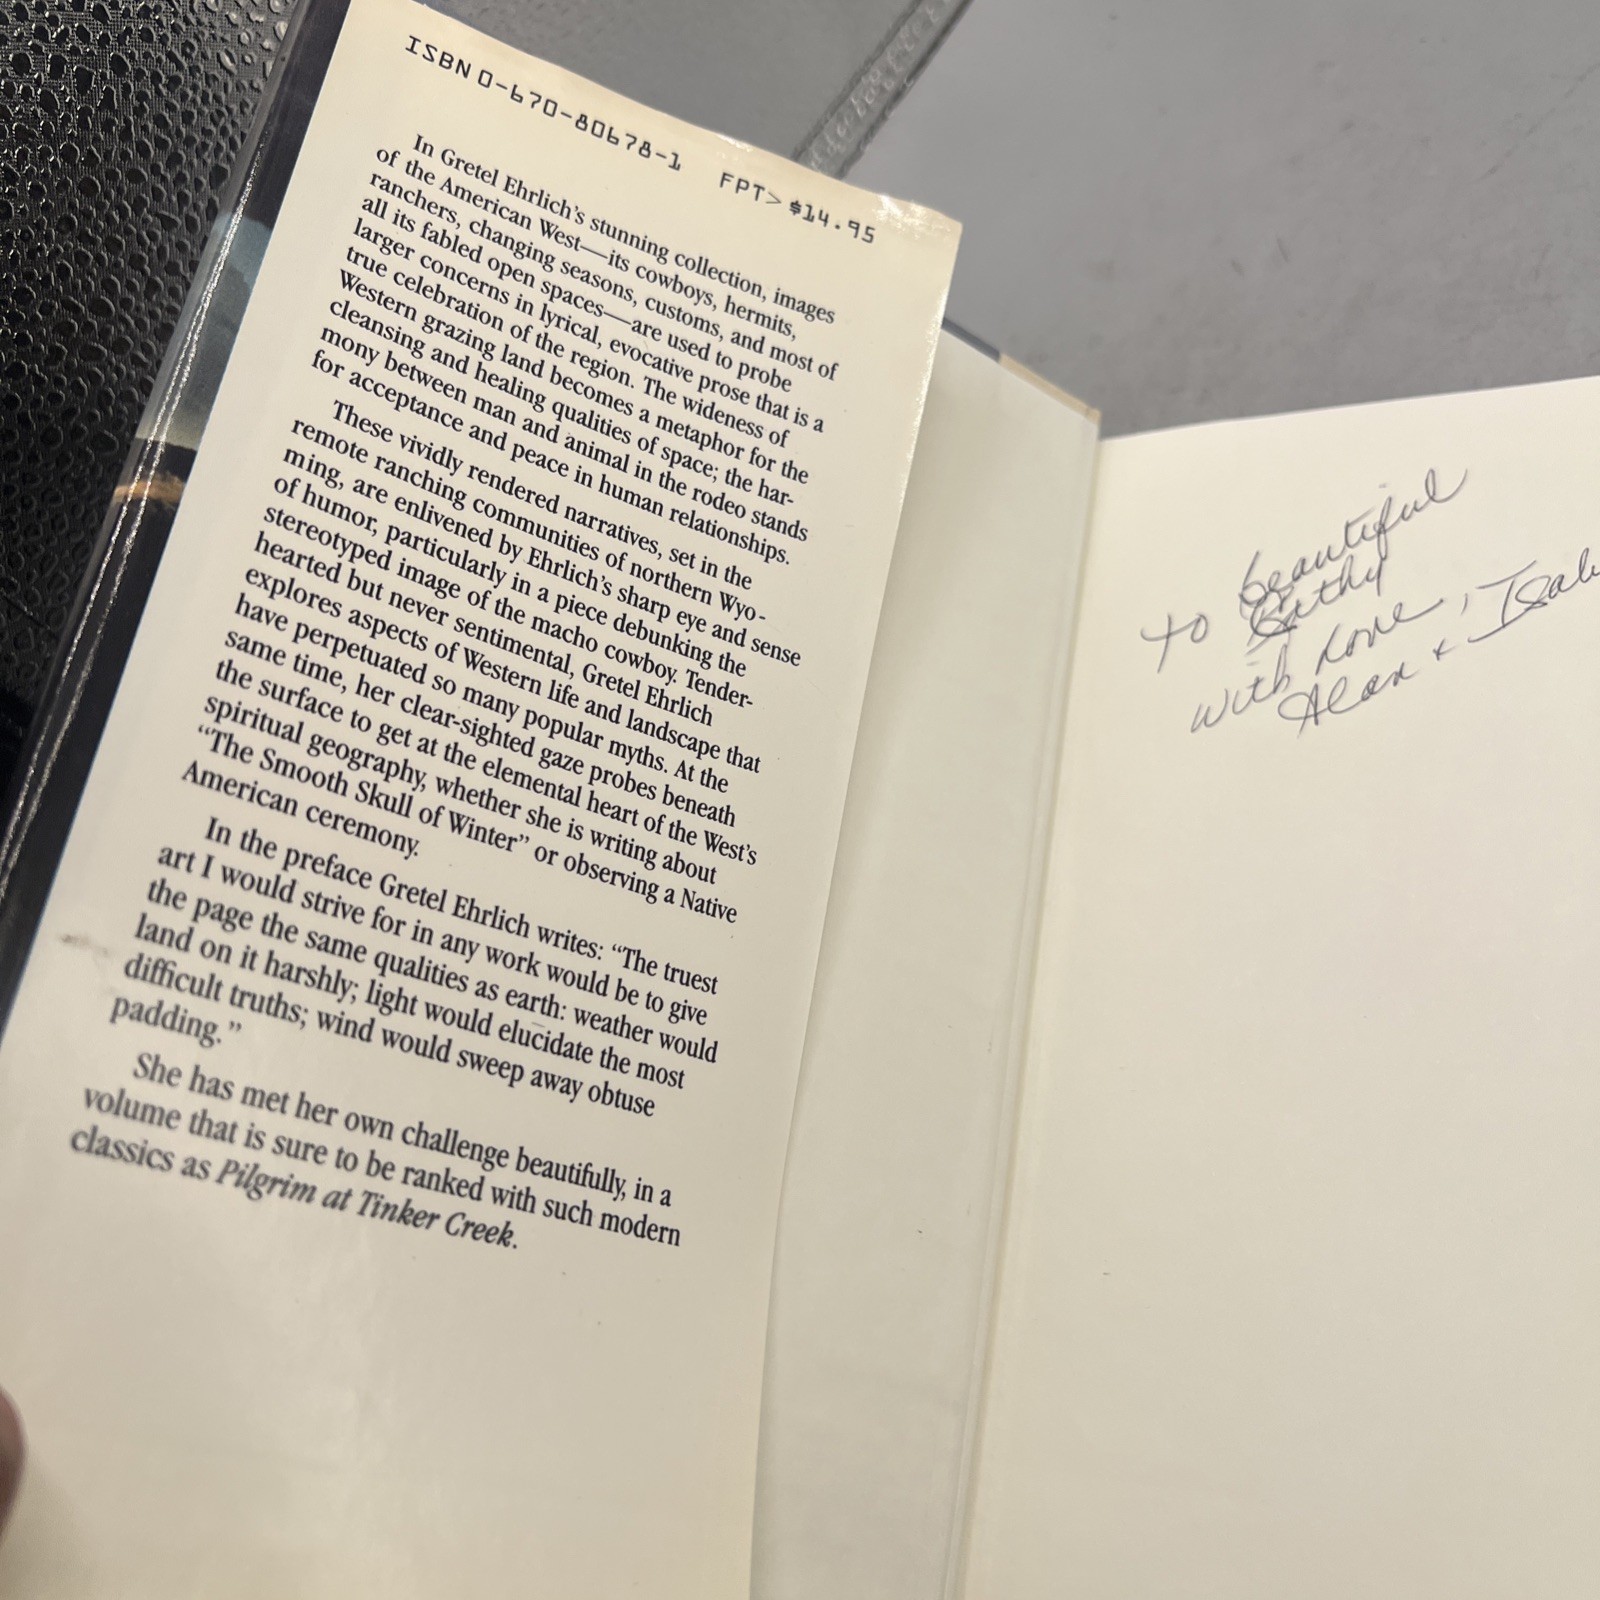 ISBN 0-670-80678-1 FPT> $14.95
In Gretel Ehrlich's stunning collection, images
of the American West—its cowboys, hermits,
ranchers, changing seasons, customs, and most of
all its fabled open spaces—are used to probe
larger concerns in lyrical, evocative prose that is a
true celebration of the region. The wideness of
Western grazing land becomes a metaphor for the
cleansing and healing qualities of space; the har-
mony between man and animal in the rodeo stands
for acceptance and peace in human relationships.
These vividly rendered narratives, set in the
remote ranching communities of northern Wyo-
ming, are enlivened by Ehrlich's sharp eye and sense
of humor, particularly in a piece debunking the
stereotyped image of the macho cowboy. Tender-
hearted but never sentimental, Gretel Ehrlich
explores aspects of Western life and landscape that
have perpetuated so many popular myths. At the
same time, her clear-sighted gaze probes beneath
the surface to get at the elemental heart of the West's
spiritual geography, whether she is writing about
“The Smooth Skull of Winter” or observing a Native
American ceremony.
In the preface Gretel Ehrlich writes: “The truest
art I would strive for in any work would be to give
the page the same qualities as earth: weather would
land on it harshly; light would elucidate the most
difficult truths; wind would sweep away obtuse
padding.”
She has met her own challenge beautifully, in a
volume that is sure to be ranked with such modern
classics as Pilgrim at Tinker Creek.
To beautiful
Kathy
with love,
Alan +